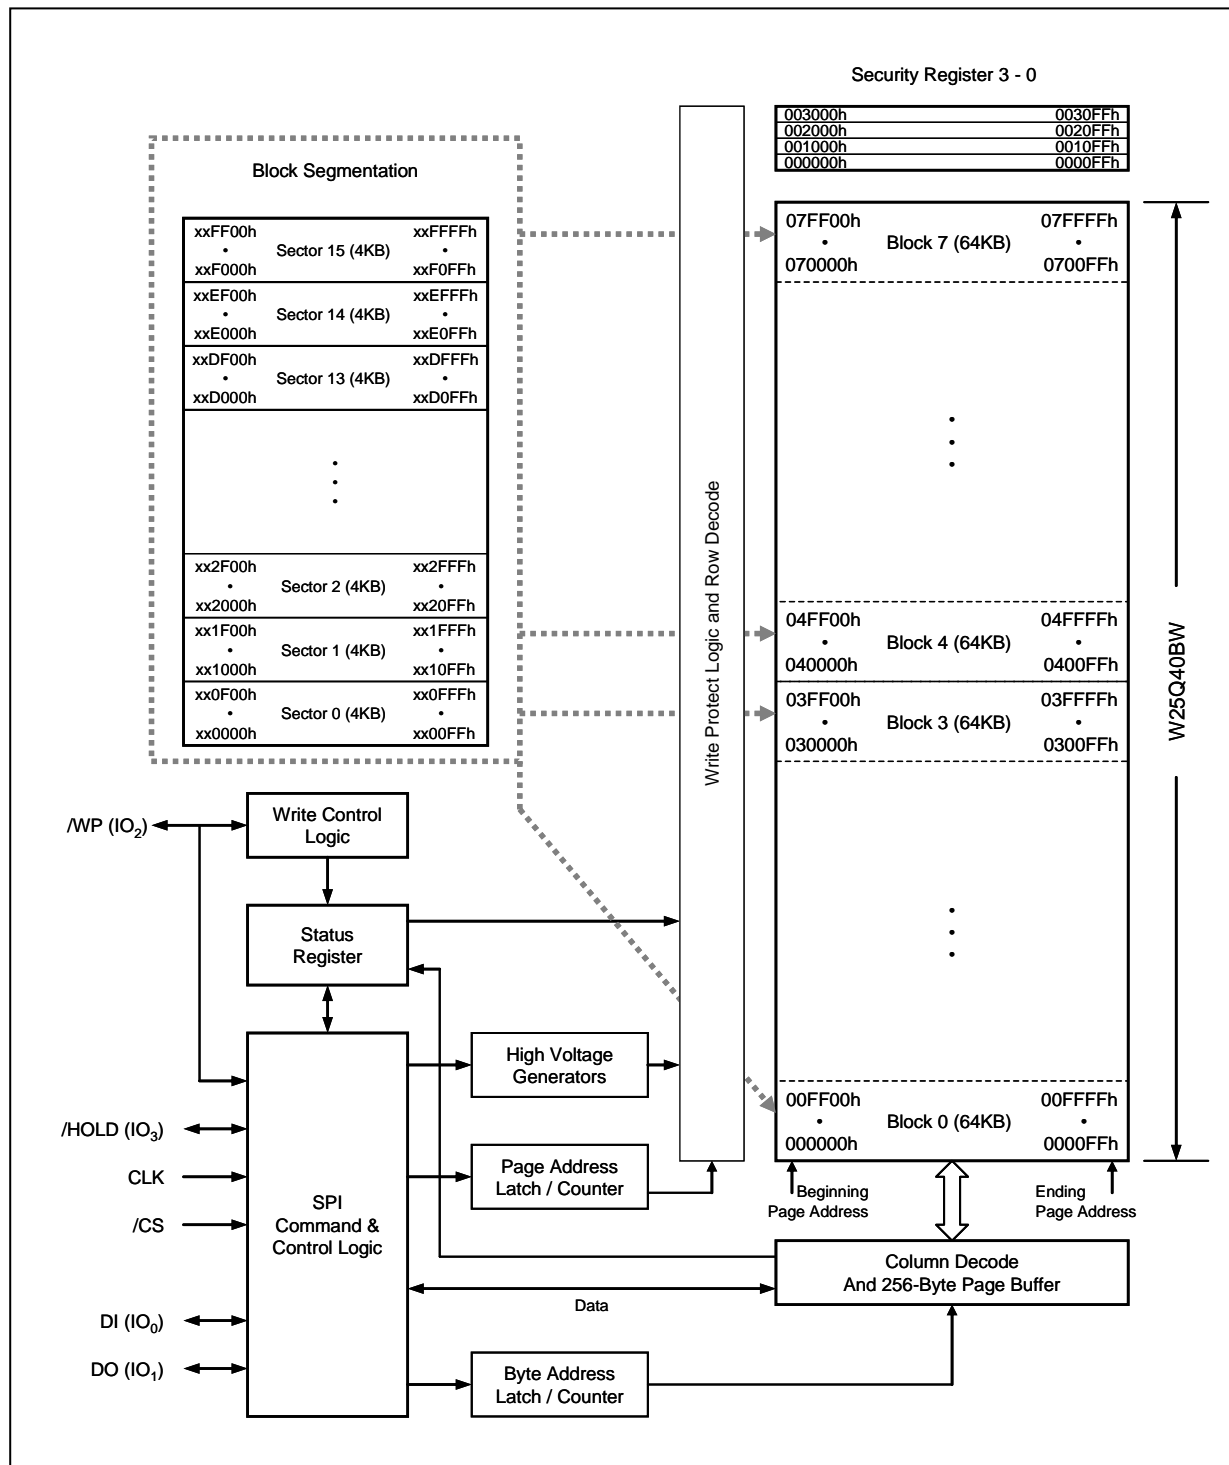 Security Register 3 - 0
003000h 0030FFh
002000h 0020FFh
001000h 0010FFh
000000h 0000FFh
Block Segmentation
xxFF00h xxFFFFh
• Sector 15 (4KB) •
xxF000h xxF0FFh
xxEF00h xxEFFFh
• Sector 14 (4KB) •
xxE000h xxE0FFh
xxDF00h xxDFFFh
• Sector 13 (4KB) •
xxD000h xxD0FFh
xx2F00h xx2FFFh
• Sector 2 (4KB) •
xx2000h xx20FFh
xx1F00h xx1FFFh
• Sector 1 (4KB) •
xx1000h xx10FFh
xx0F00h xx0FFFh
• Sector 0 (4KB) •
xx0000h xx00FFh
Write Protect Logic and Row Decode
07FF00h 07FFFFh
• Block 7 (64KB) •
070000h 0700FFh
04FF00h 04FFFFh
• Block 4 (64KB) •
040000h 0400FFh
03FF00h 03FFFFh
• Block 3 (64KB) •
030000h 0300FFh
00FF00h 00FFFFh
• Block 0 (64KB) •
000000h 0000FFh
W25Q40BW
Beginning
Page Address
Ending
Page Address
/WP (IO2)
Write Control
Logic
Status
Register
High Voltage
Generators
/HOLD (IO3)
CLK
/CS
DI (IO0)
DO (IO1)
SPI
Command &
Control Logic
Page Address
Latch / Counter
Column Decode
And 256-Byte Page Buffer
Data
Byte Address
Latch / Counter